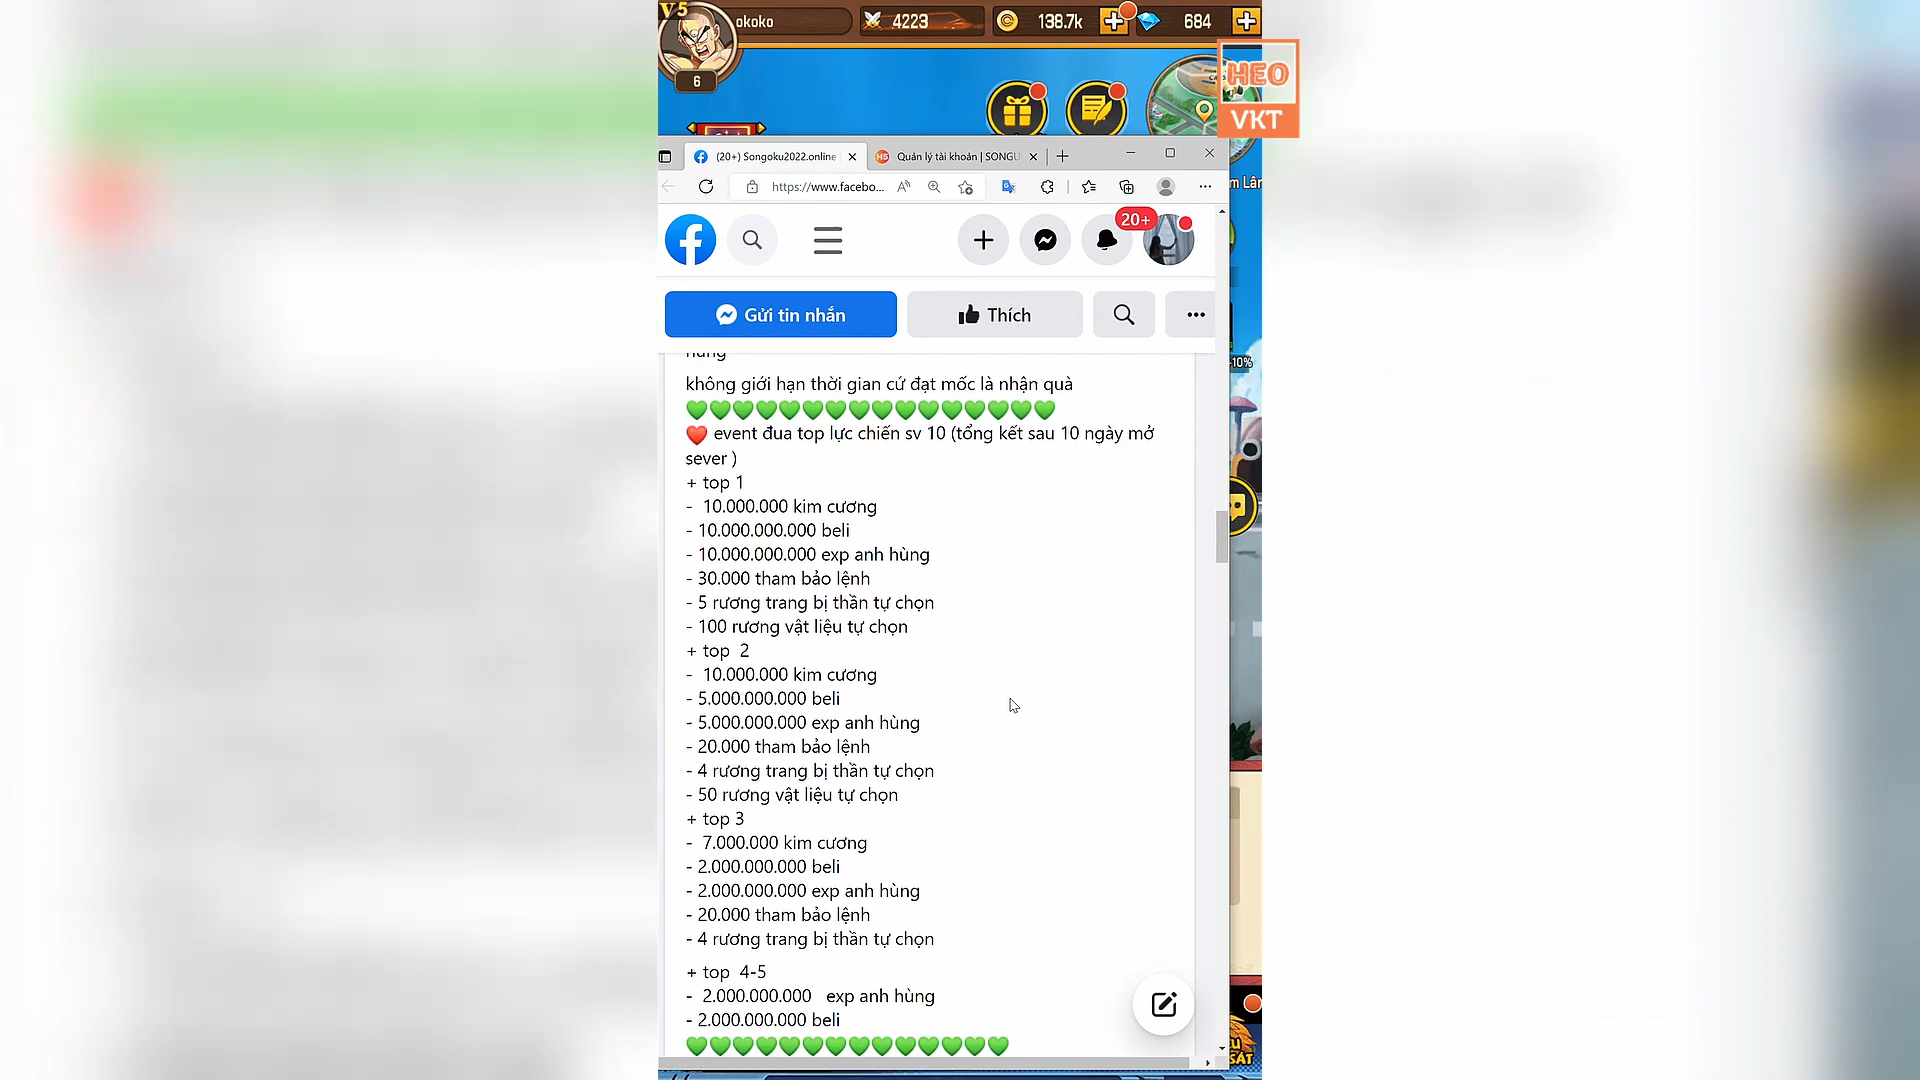 V5
okoko
4223
138.7k
684
6
HEO
VKT
(20+) Songoku2022.online
Quản lý tài khoản | SONGU
https://www.facebo...
20+
Gửi tin nhắn
Thích
không giới hạn thời gian cứ đạt mốc là nhận quà
event đua top lực chiến sv 10 (tổng kết sau 10 ngày mở
sever )
+ top 1
- 10.000.000 kim cương
- 10.000.000.000 beli
- 10.000.000.000 exp anh hùng
- 30.000 tham bảo lệnh
- 5 rương trang bị thần tự chọn
- 100 rương vật liệu tự chọn
+ top 2
- 10.000.000 kim cương
- 5.000.000.000 beli
- 5.000.000.000 exp anh hùng
- 20.000 tham bảo lệnh
- 4 rương trang bị thần tự chọn
- 50 rương vật liệu tự chọn
+ top 3
- 7.000.000 kim cương
- 2.000.000.000 beli
- 2.000.000.000 exp anh hùng
- 20.000 tham bảo lệnh
- 4 rương trang bị thần tự chọn
+ top 4-5
- 2.000.000.000 exp anh hùng
- 2.000.000.000 beli